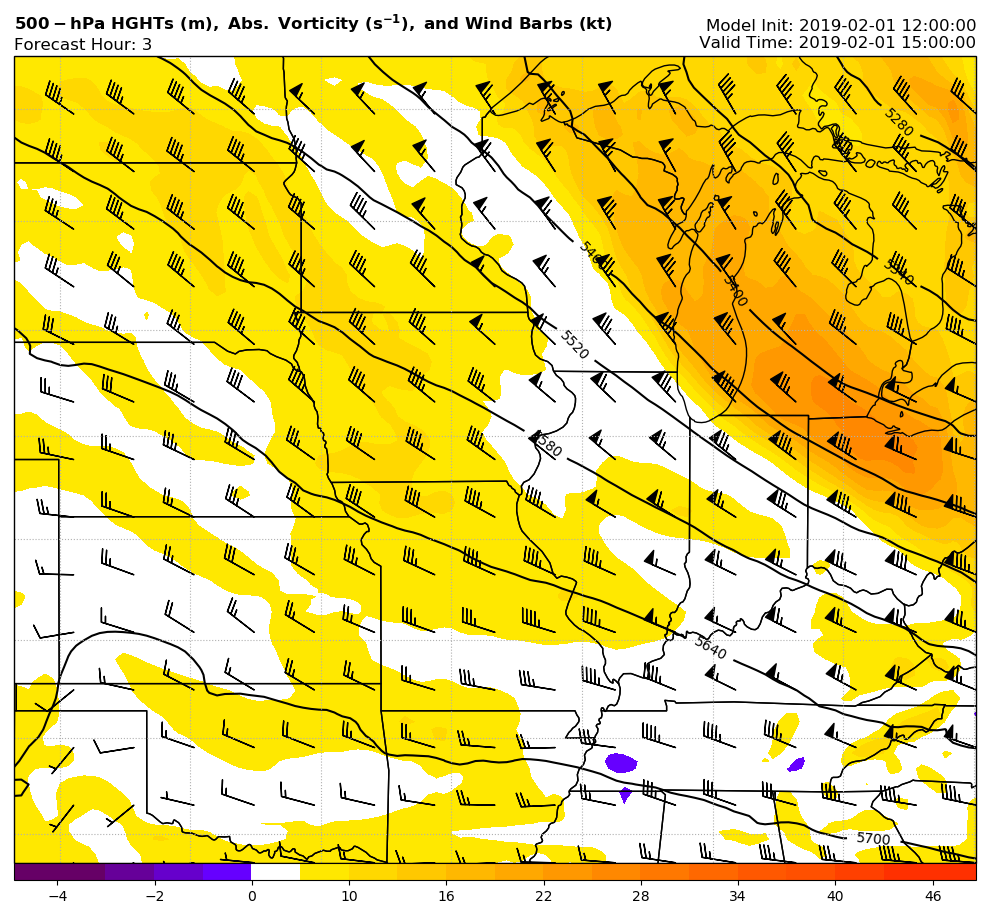 500−hPa HGHTs (m), Abs. Vorticity (s⁻¹), and Wind Barbs (kt)
Model Init: 2019-02-01 12:00:00
Forecast Hour: 3
Valid Time: 2019-02-01 15:00:00
5280
5340
5400
5460
5520
5580
5640
5700
−4 −2 0 10 16 22 28 34 40 46